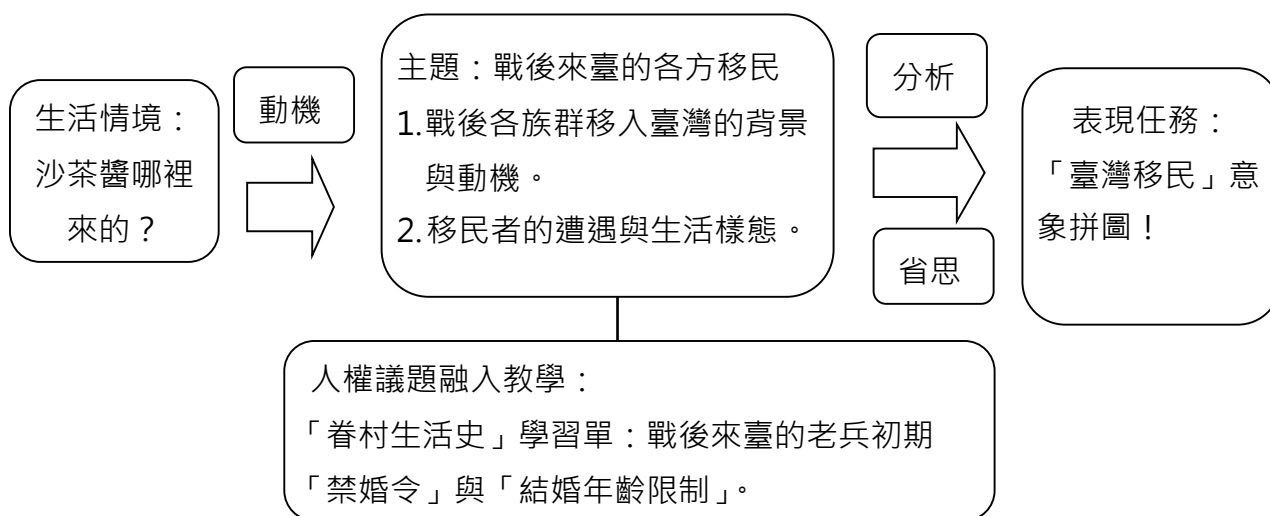 生活情境：
沙茶醬哪裡
來的？
動機
主題：戰後來臺的各方移民
1.戰後各族群移入臺灣的背景
與動機。
2.移民者的遭遇與生活樣態。
分析
省思
表現任務：
「臺灣移民」意
象拼圖！
人權議題融入教學：
「眷村生活史」學習單：戰後來臺的老兵初期
「禁婚令」與「結婚年齡限制」。